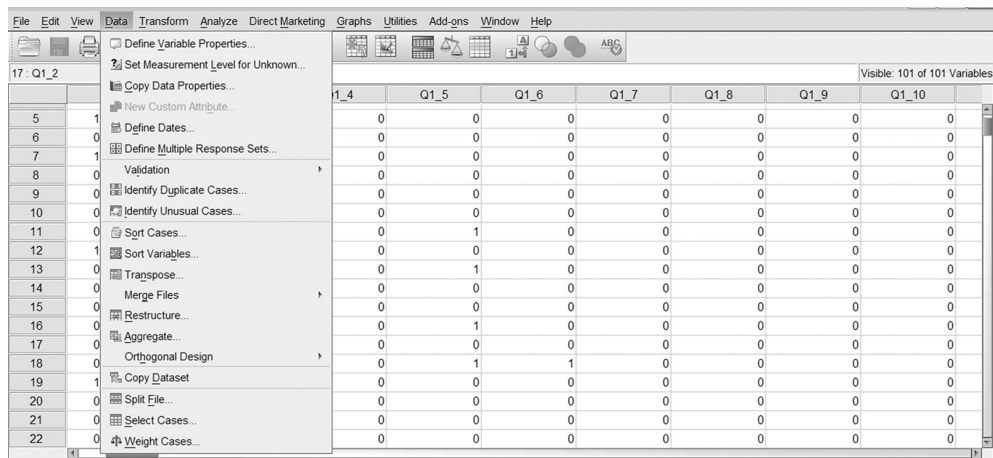 File Edit View Data Transform Analyze Direct Marketing Graphs Utilities Add-ons Window Help
17 : Q1_2
Visible: 101 of 101 Variables
Define Variable Properties...
Set Measurement Level for Unknown...
Copy Data Properties...
New Custom Attribute...
Define Dates...
Define Multiple Response Sets...
Validation
Identify Duplicate Cases...
Identify Unusual Cases...
Sort Cases...
Sort Variables...
Transpose...
Merge Files
Restructure...
Aggregate...
Orthogonal Design
Copy Dataset
Split File...
Select Cases...
Weight Cases...
1_4 Q1_5 Q1_6 Q1_7 Q1_8 Q1_9 Q1_10
5 1 0 0 0 0 0 0 0
6 0 0 0 0 0 0 0 0
7 1 0 0 0 0 0 0 0
8 0 0 0 0 0 0 0 0
9 0 0 0 0 0 0 0 0
10 0 0 0 0 0 0 0 0
11 0 0 1 0 0 0 0 0
12 1 0 0 0 0 0 0 0
13 0 0 1 0 0 0 0 0
14 0 0 0 0 0 0 0 0
15 0 0 0 0 0 0 0 0
16 0 0 1 0 0 0 0 0
17 0 0 0 0 0 0 0 0
18 0 0 1 1 0 0 0 0
19 1 0 0 0 0 0 0 0
20 0 0 0 0 0 0 0 0
21 0 0 0 0 0 0 0 0
22 0 0 0 0 0 0 0 0